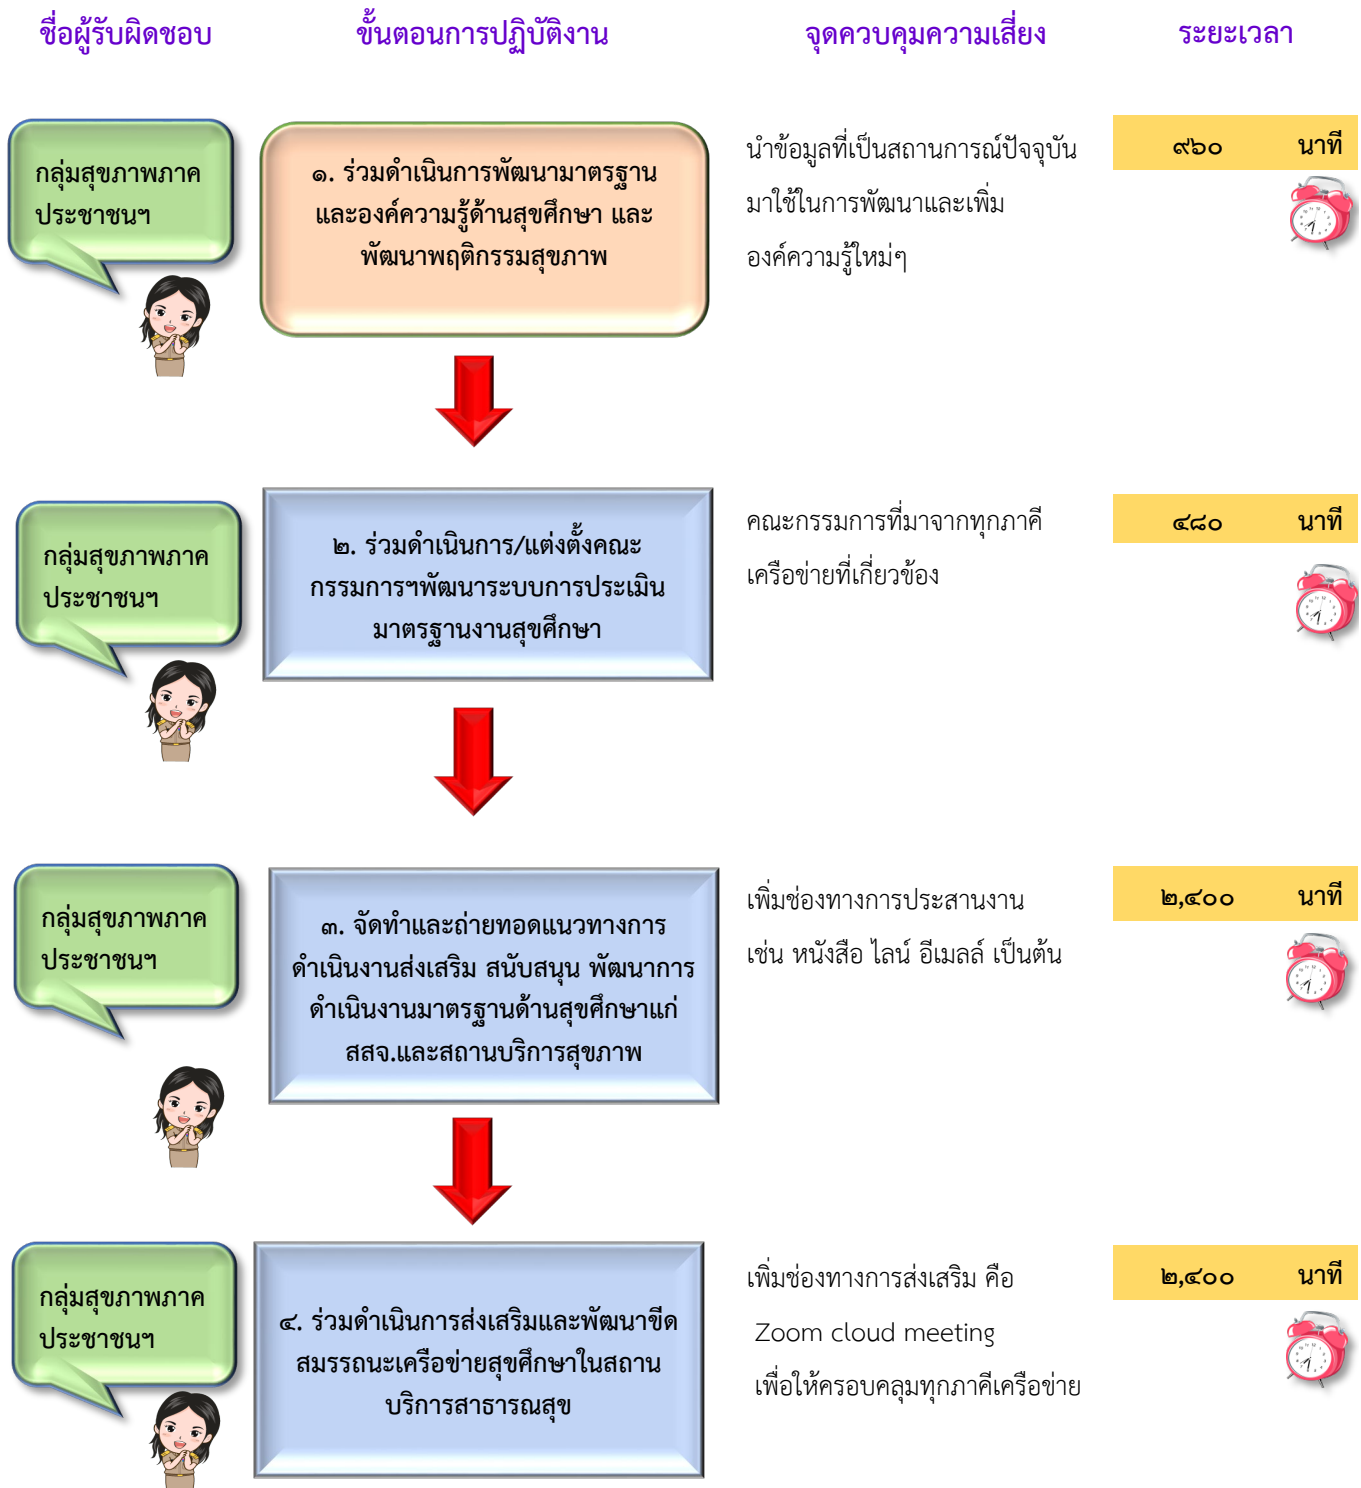 ชื่อผู้รับผิดชอบ
ขั้นตอนการปฏิบัติงาน
จุดควบคุมความเสี่ยง
ระยะเวลา
กลุ่มสุขภาพภาค
ประชาชนฯ
๑. ร่วมดำเนินการพัฒนามาตรฐาน
และองค์ความรู้ด้านสุขศึกษา และ
พัฒนาพฤติกรรมสุขภาพ
นำข้อมูลที่เป็นสถานการณ์ปัจจุบัน
มาใช้ในการพัฒนาและเพิ่ม
องค์ความรู้ใหม่ๆ
๙๖๐ นาที
กลุ่มสุขภาพภาค
ประชาชนฯ
๒. ร่วมดำเนินการ/แต่งตั้งคณะ
กรรมการฯพัฒนาระบบการประเมิน
มาตรฐานงานสุขศึกษา
คณะกรรมการที่มาจากทุกภาคี
เครือข่ายที่เกี่ยวข้อง
๔๘๐ นาที
กลุ่มสุขภาพภาค
ประชาชนฯ
๓. จัดทำและถ่ายทอดแนวทางการ
ดำเนินงานส่งเสริม สนับสนุน พัฒนาการ
ดำเนินงานมาตรฐานด้านสุขศึกษาแก่
สสจ.และสถานบริการสุขภาพ
เพิ่มช่องทางการประสานงาน
เช่น หนังสือ ไลน์ อีเมลล์ เป็นต้น
๒,๔๐๐ นาที
กลุ่มสุขภาพภาค
ประชาชนฯ
๔. ร่วมดำเนินการส่งเสริมและพัฒนาขีด
สมรรถนะเครือข่ายสุขศึกษาในสถาน
บริการสาธารณสุข
เพิ่มช่องทางการส่งเสริม คือ
Zoom cloud meeting
เพื่อให้ครอบคลุมทุกภาคีเครือข่าย
๒,๔๐๐ นาที